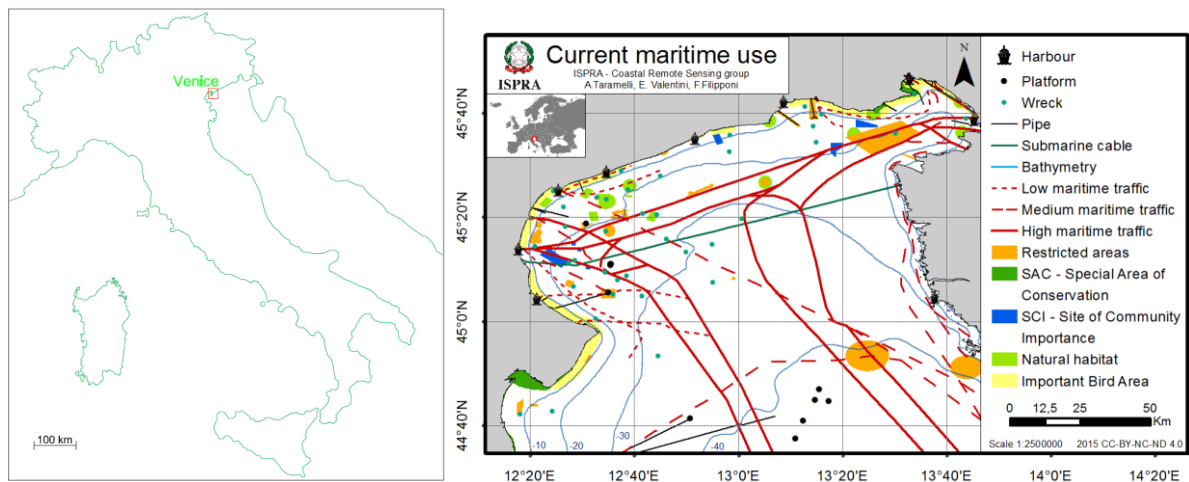 Venice
100 km
ISPRA
Current maritime use
ISPRA - Coastal Remote Sensing group
A.Taramelli, E. Valentini, F.Filipponi
N
Harbour
Platform
Wreck
Pipe
Submarine cable
Bathymetry
Low maritime traffic
Medium maritime traffic
High maritime traffic
Restricted areas
SAC - Special Area of
Conservation
SCI - Site of Community
Importance
Natural habitat
Important Bird Area
0 12,5 25 50
Km
Scale 1:2500000 2015 CC-BY-NC-ND 4.0
45°40'N
45°20'N
45°0'N
44°40'N
-10
-20
-30
-40
12°20'E 12°40'E 13°0'E 13°20'E 13°40'E 14°0'E 14°20'E